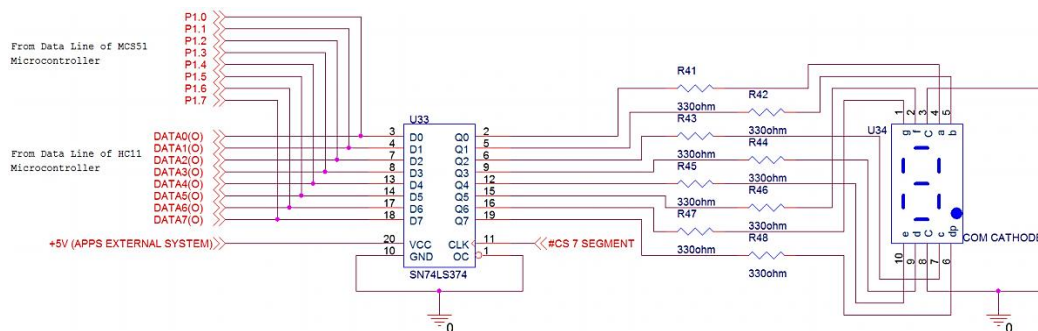 P1.0
P1.1
P1.2
P1.3
P1.4
P1.5
P1.6
P1.7
From Data Line of MCS51
Microcontroller
DATA0(O)
DATA1(O)
DATA2(O)
DATA3(O)
DATA4(O)
DATA5(O)
DATA6(O)
DATA7(O)
From Data Line of HC11
Microcontroller
+5V (APPS EXTERNAL SYSTEM)
U33
3 D0 Q0 2
4 D1 Q1 5
7 D2 Q2 6
8 D3 Q3 9
13 D4 Q4 12
14 D5 Q5 15
17 D6 Q6 16
18 D7 Q7 19
20 VCC CLK 11
10 GND OC 1
SN74LS374
#CS 7 SEGMENT
0
R41
330ohm
R42
330ohm
R43
330ohm
R44
330ohm
R45
330ohm
R46
330ohm
R47
330ohm
R48
330ohm
U34
1 2 3 4 5
g f C a b
e d C c dp
10 9 8 7 6
COM CATHODE
0